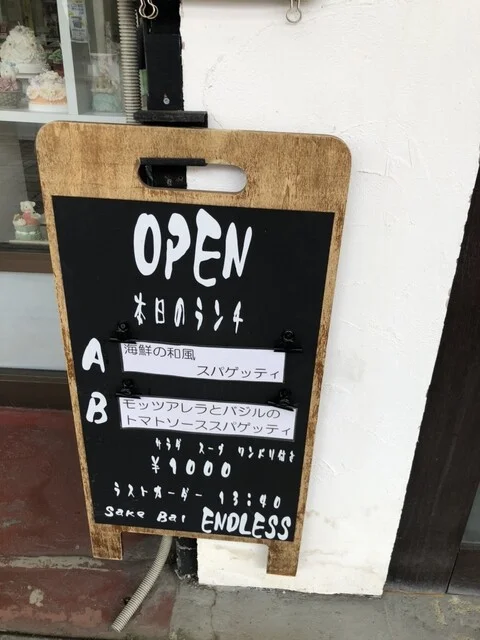 OPEN
本日のランチ
A 海鮮の和風
スパゲッティ
B モッツアレラとバジルの
トマトソーススパゲッティ
サラダ スープ ワンドリ付き
¥1000
ラストオーダー 13:40
Sake Bar ENDLESS